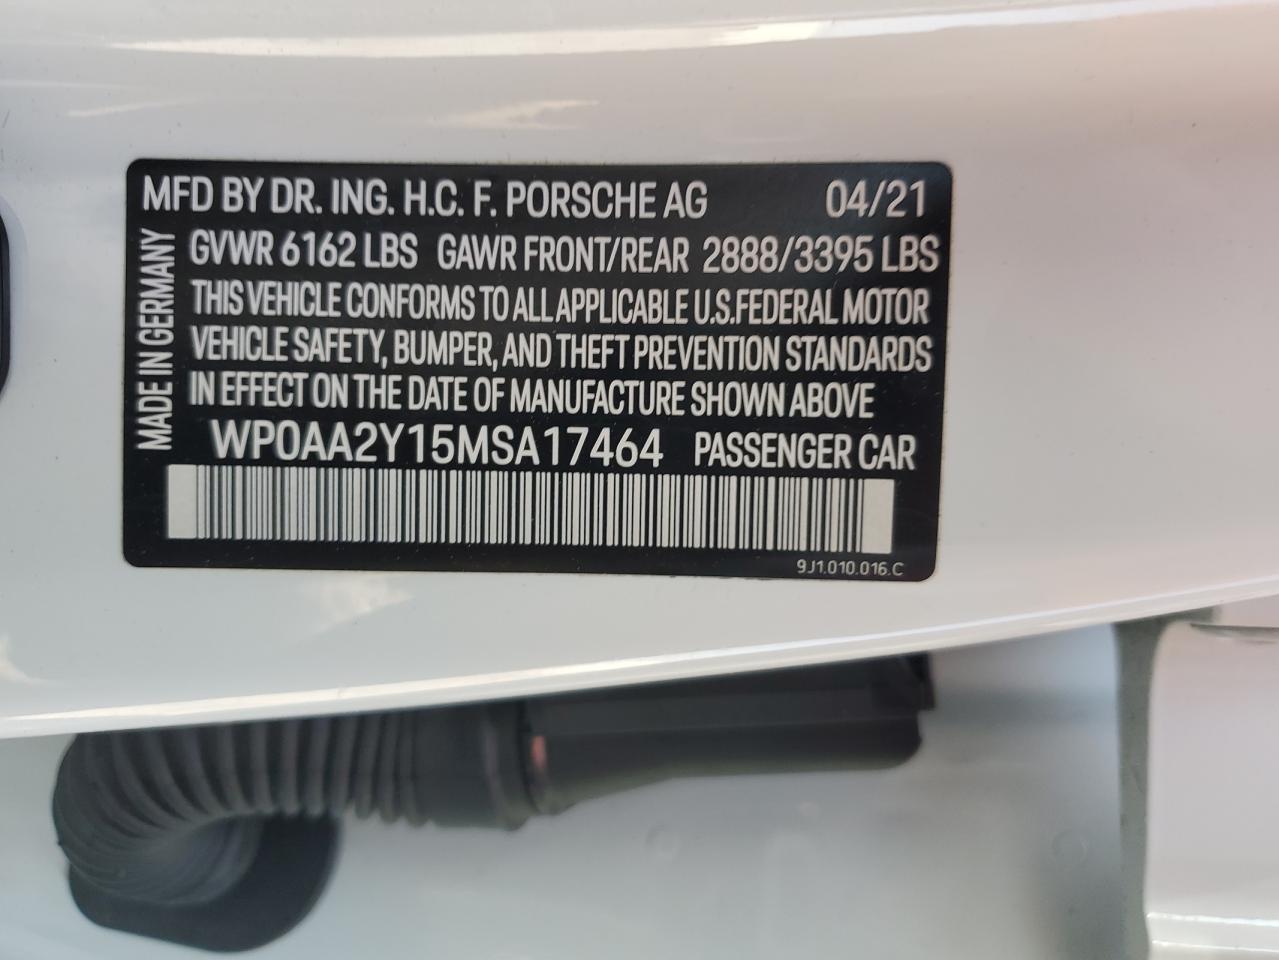 MFD BY DR. ING. H.C. F. PORSCHE AG 04/21
GVWR 6162 LBS GAWR FRONT/REAR 2888/3395 LBS
THIS VEHICLE CONFORMS TO ALL APPLICABLE U.S.FEDERAL MOTOR
VEHICLE SAFETY, BUMPER, AND THEFT PREVENTION STANDARDS
IN EFFECT ON THE DATE OF MANUFACTURE SHOWN ABOVE
MADE IN GERMANY
WP0AA2Y15MSA17464 PASSENGER CAR
9J1.010.016.C